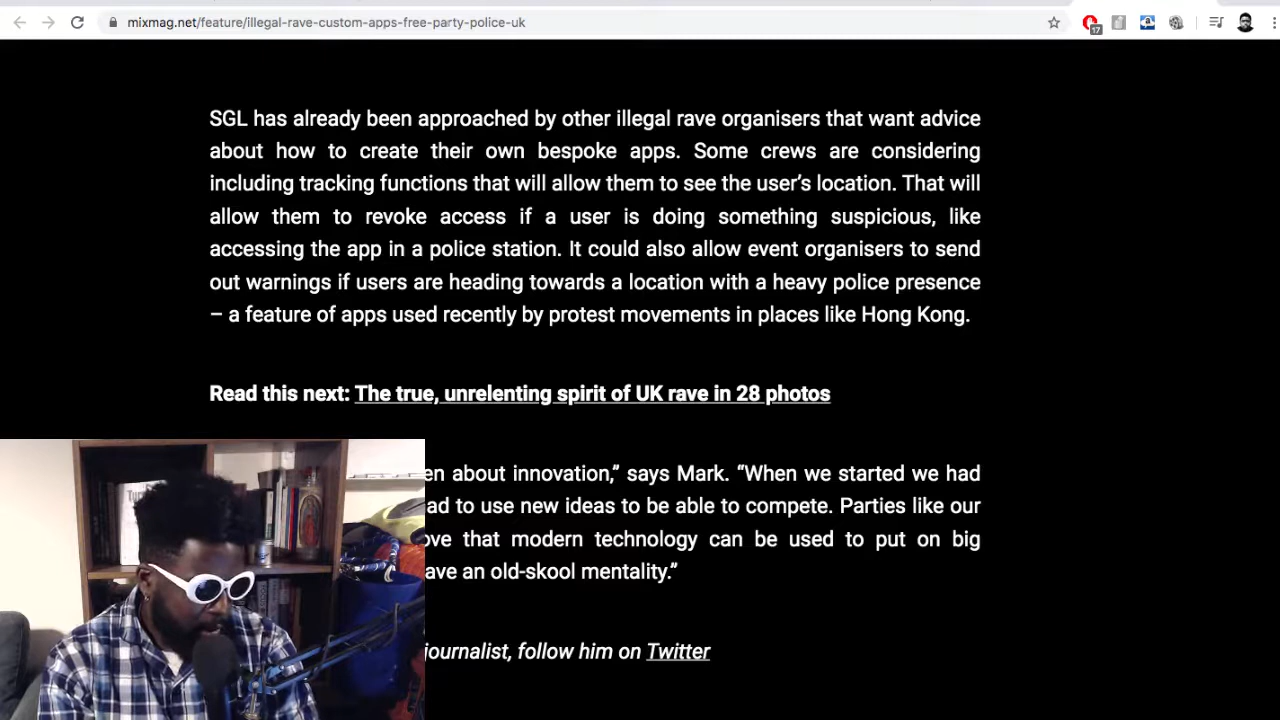 mixmag.net/feature/illegal-rave-custom-apps-free-party-police-uk
17
SGL has already been approached by other illegal rave organisers that want advice
about how to create their own bespoke apps. Some crews are considering
including tracking functions that will allow them to see the user's location. That will
allow them to revoke access if a user is doing something suspicious, like
accessing the app in a police station. It could also allow event organisers to send
out warnings if users are heading towards a location with a heavy police presence
– a feature of apps used recently by protest movements in places like Hong Kong.
Read this next: The true, unrelenting spirit of UK rave in 28 photos
en about innovation,” says Mark. “When we started we had
ad to use new ideas to be able to compete. Parties like our
ove that modern technology can be used to put on big
ave an old-skool mentality.”
journalist, follow him on Twitter